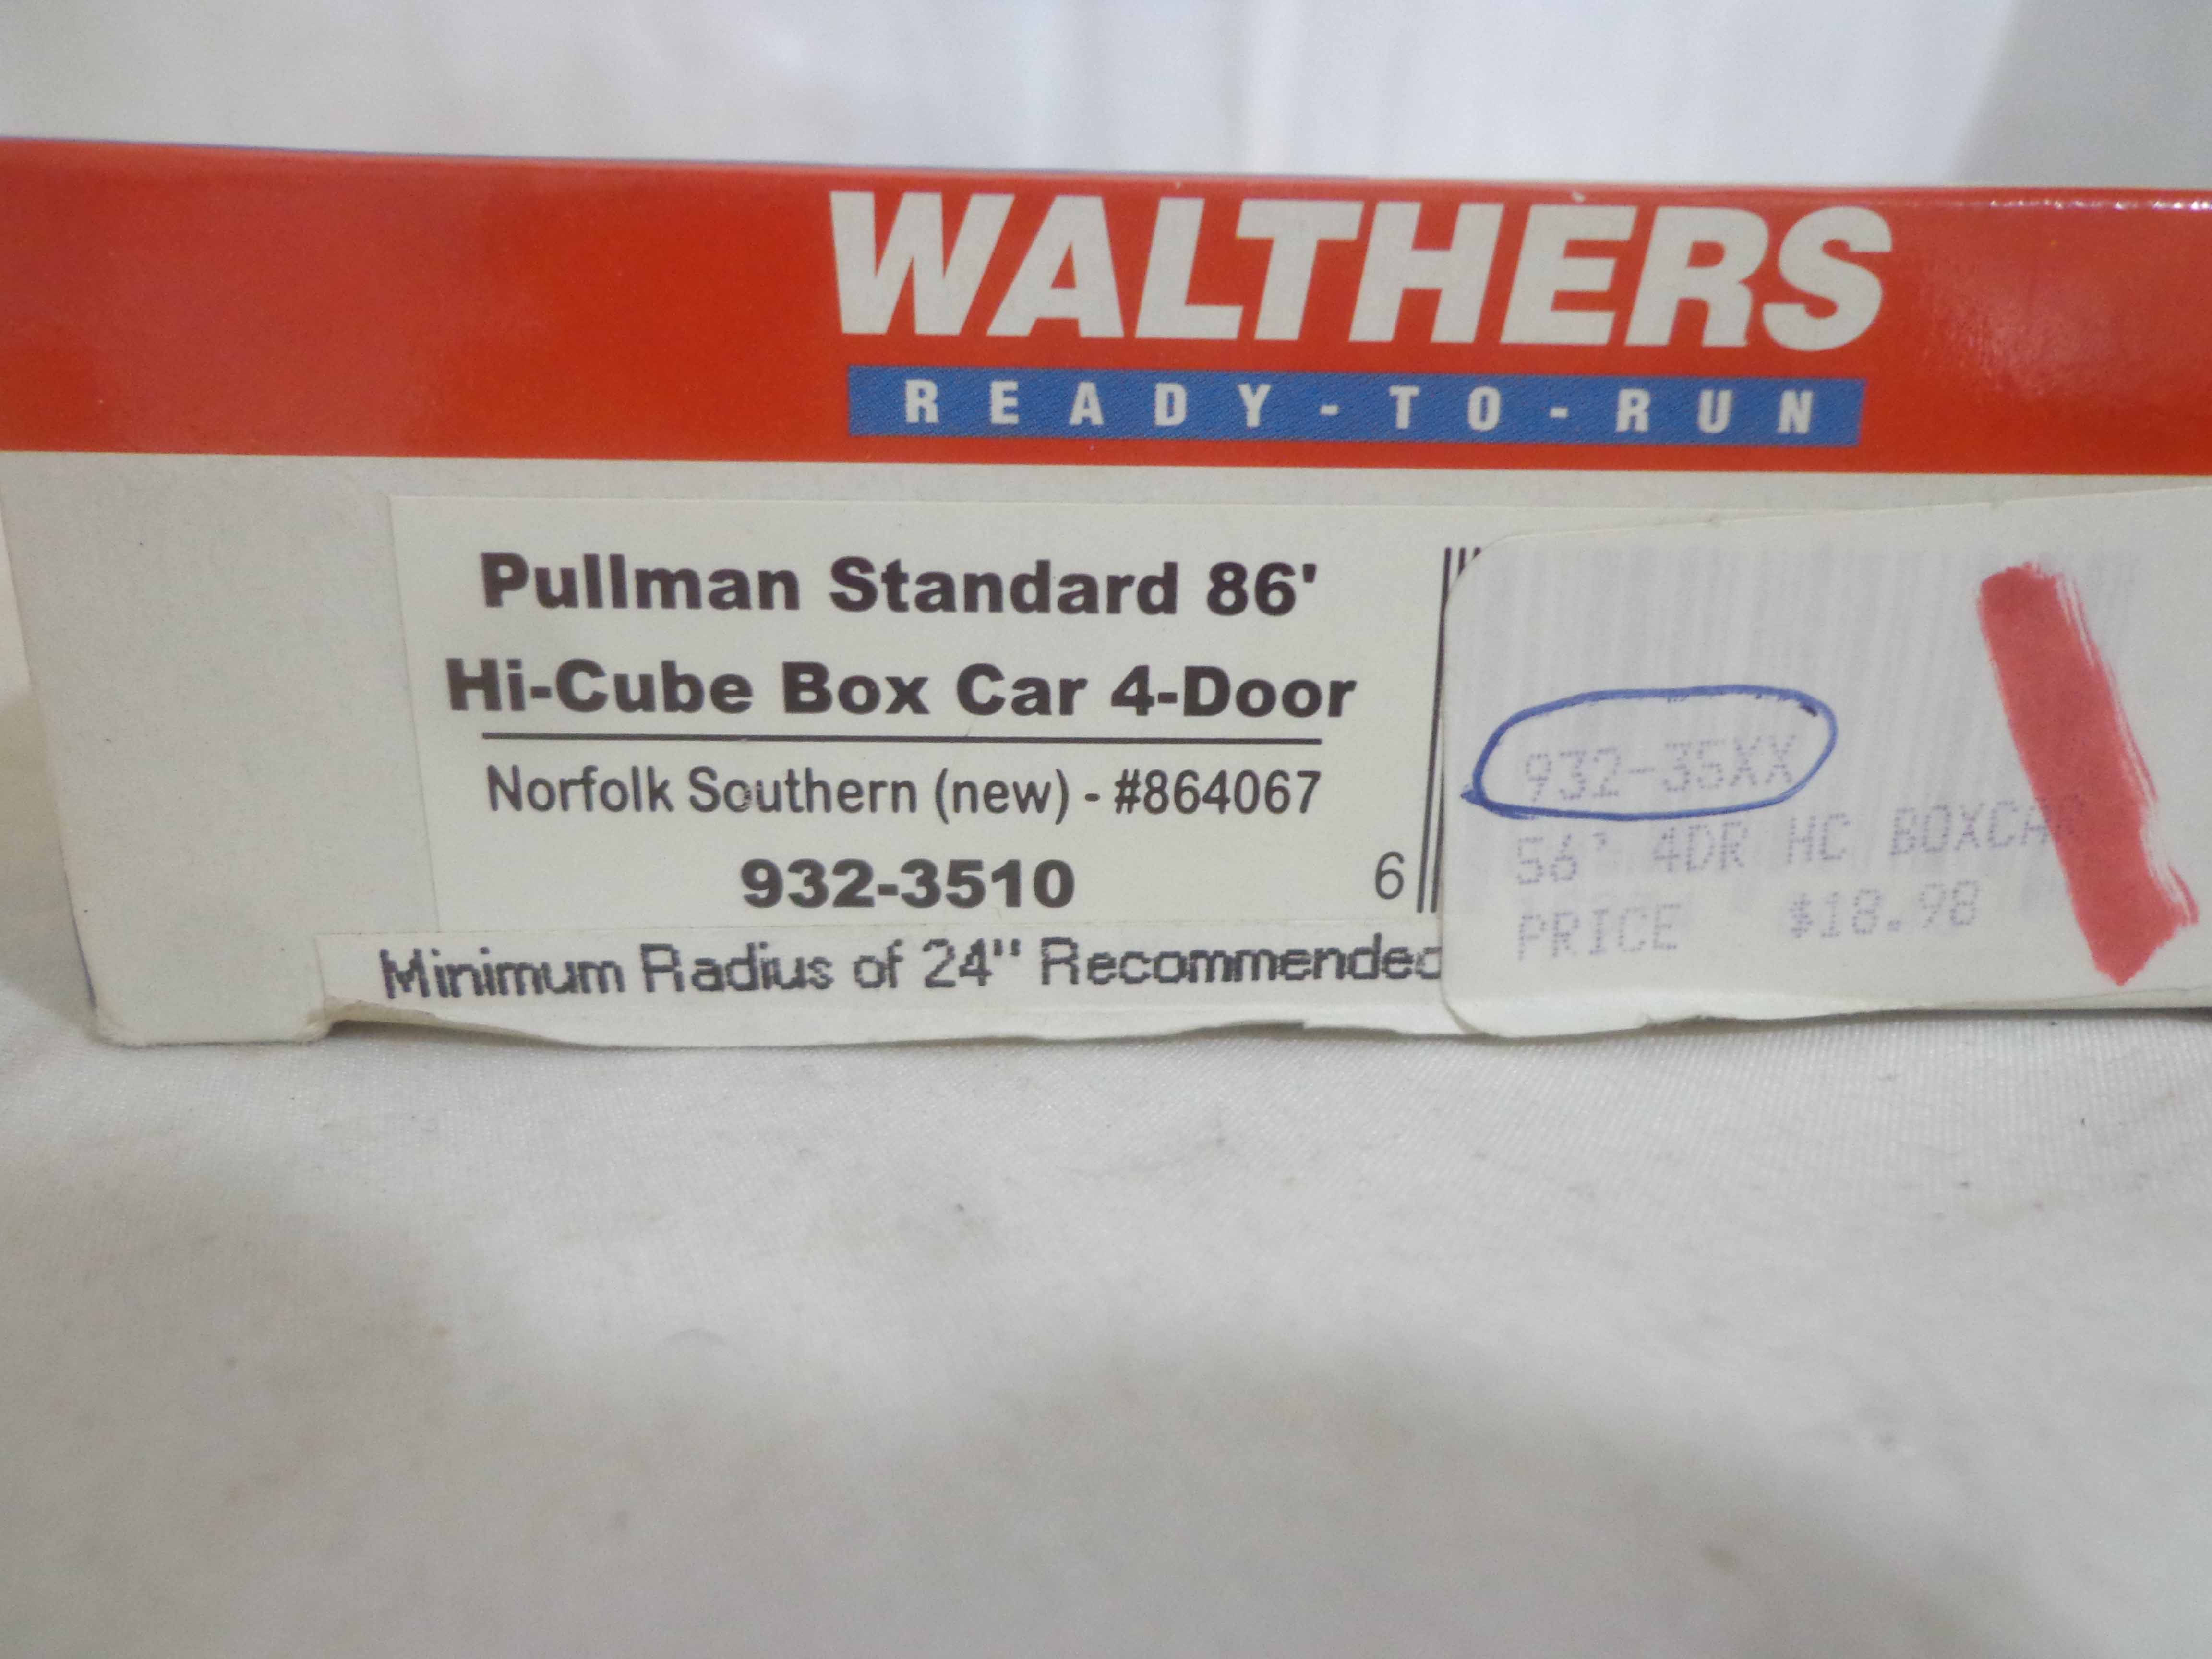 WALTHERS
READY-TO-RUN
Pullman Standard 86'
Hi-Cube Box Car 4-Door
Norfolk Southern (new) - #864067
932-3510
6
Minimum Radius of 24" Recommended
932-35XX
56' 4DR HC BOXCAR
PRICE $18.98